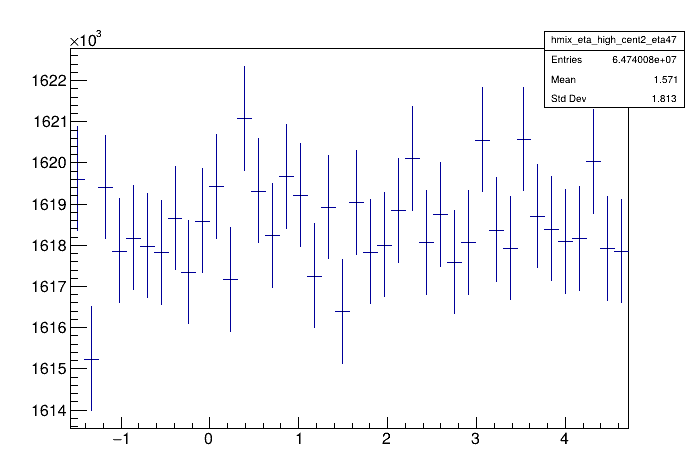 ×10³
hmix_eta_high_cent2_eta47
Entries 6.474008e+07
Mean 1.571
Std Dev 1.813
1622
1621
1620
1619
1618
1617
1616
1615
1614
−1 0 1 2 3 4